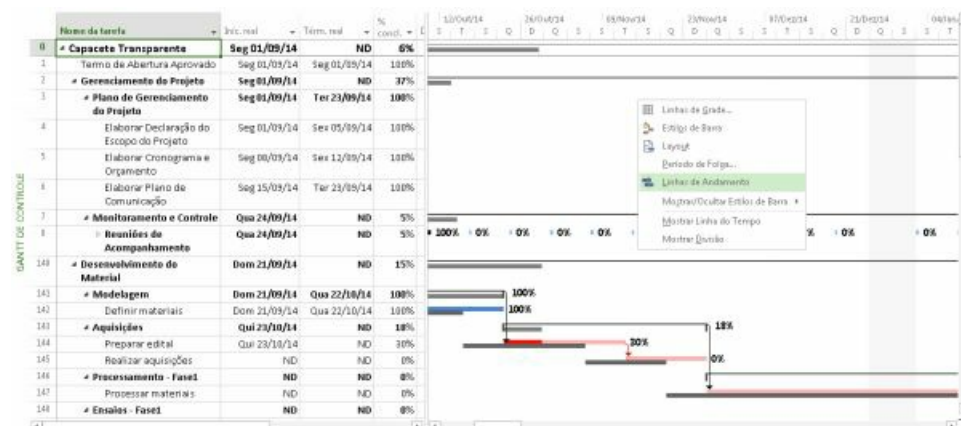 Nome da tarefa Iníc. real Térm. real % concl.
12/Out/14 26/Out/14 09/Nov/14 23/Nov/14 07/Dez/14 21/Dez/14
S T S Q D Q S S T S Q D Q S S T S Q D Q S S T
0 Capacete Transparente Seg 01/09/14 ND 6%
1 Termo de Abertura Aprovado Seg 01/09/14 Seg 01/09/14 100%
2 Gerenciamento do Projeto Seg 01/09/14 ND 37%
3 Plano de Gerenciamento do Projeto Seg 01/09/14 Ter 23/09/14 100%
4 Elaborar Declaração do Escopo do Projeto Seg 01/09/14 Sex 05/09/14 100%
5 Elaborar Cronograma e Orçamento Seg 08/09/14 Sex 12/09/14 100%
6 Elaborar Plano de Comunicação Seg 15/09/14 Ter 23/09/14 100%
7 Monitoramento e Controle Qua 24/09/14 ND 5%
8 Reuniões de Acompanhamento Qua 24/09/14 ND 5%
100% 0% 0% 0% 0% 0%
140 Desenvolvimento do Material Dom 21/09/14 ND 15%
141 Modelagem Dom 21/09/14 Qua 22/10/14 100% 100%
142 Definir materiais Dom 21/09/14 Qua 22/10/14 100% 100%
143 Aquisições Qui 23/10/14 ND 18% 18%
144 Preparar edital Qui 23/10/14 ND 30% 30%
145 Realizar aquisições ND ND 0% 0%
146 Processamento - Fase1 ND ND 0%
147 Processar materiais ND ND 0%
148 Ensaios - Fase1 ND ND 0%
GANTT DE CONTROLE
Linhas de Grade...
Estilos de Barra
Layout
Período de Folga...
Linhas de Andamento
Mostrar/Ocultar Estilos de Barra
Mostrar Linha do Tempo
Mostrar Divisão